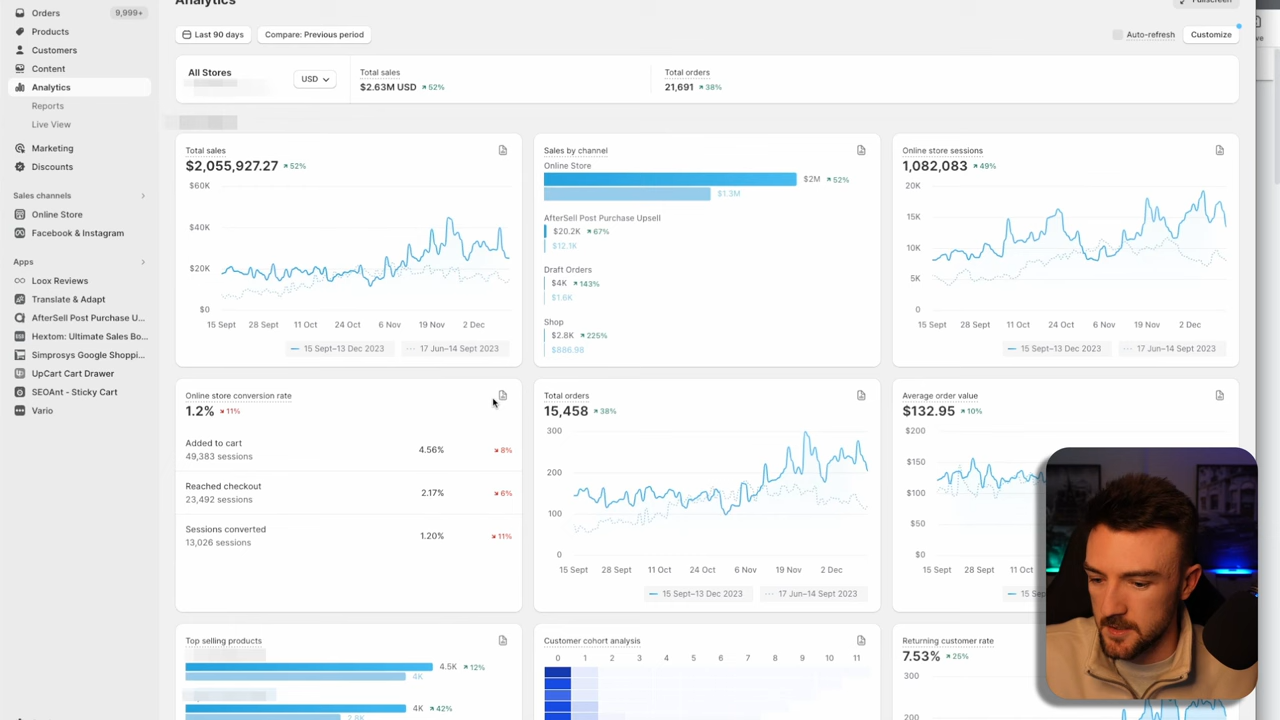 Analytics
Fullscreen
Orders 9,999+
Products
Customers
Content
Analytics
Reports
Live View
Marketing
Discounts
Sales channels
Online Store
Facebook & Instagram
Apps
Loox Reviews
Translate & Adapt
AfterSell Post Purchase U...
Hextom: Ultimate Sales Bo...
Simprosys Google Shoppi...
UpCart Cart Drawer
SEOAnt - Sticky Cart
Vario
Last 90 days Compare: Previous period Auto-refresh Customize
All Stores USD
Total sales
$2.63M USD 52%
Total orders
21,691 38%
Total sales
$2,055,927.27 52%
$60K
$40K
$20K
$0
15 Sept 28 Sept 11 Oct 24 Oct 6 Nov 19 Nov 2 Dec
15 Sept–13 Dec 2023 17 Jun–14 Sept 2023
Sales by channel
Online Store
$2M 52%
$1.3M
AfterSell Post Purchase Upsell
$20.2K 67%
$12.1K
Draft Orders
$4K 143%
$1.6K
Shop
$2.8K 225%
$886.98
Online store sessions
1,082,083 49%
20K
15K
10K
5K
0
15 Sept 28 Sept 11 Oct 24 Oct 6 Nov 19 Nov 2 Dec
15 Sept–13 Dec 2023 17 Jun–14 Sept 2023
Online store conversion rate
1.2% 11%
Added to cart
49,383 sessions
4.56% 8%
Reached checkout
23,492 sessions
2.17% 6%
Sessions converted
13,026 sessions
1.20% 11%
Total orders
15,458 38%
300
200
100
0
15 Sept 28 Sept 11 Oct 24 Oct 6 Nov 19 Nov 2 Dec
15 Sept–13 Dec 2023 17 Jun–14 Sept 2023
Average order value
$132.95 10%
$200
$150
$100
$50
$0
15 Sept 28 Sept 11 Oct
15 Sep
Top selling products
4.5K 12%
4K
4K 42%
2.8K
Customer cohort analysis
0 1 2 3 4 5 6 7 8 9 10 11
Returning customer rate
7.53% 25%
300
200